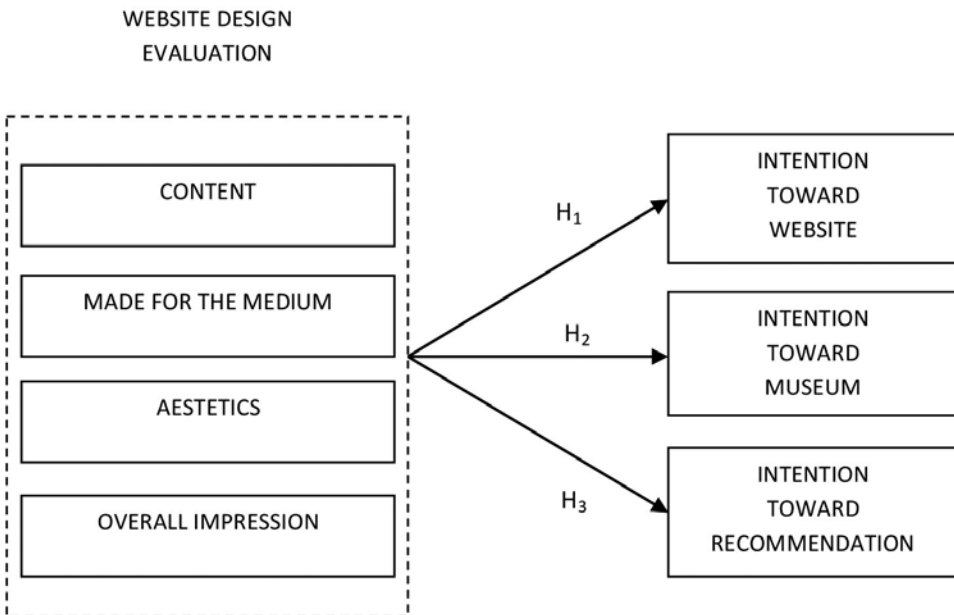 WEBSITE DESIGN
EVALUATION
CONTENT
MADE FOR THE MEDIUM
AESTETICS
OVERALL IMPRESSION
H₁
H₂
H₃
INTENTION
TOWARD
WEBSITE
INTENTION
TOWARD
MUSEUM
INTENTION
TOWARD
RECOMMENDATION